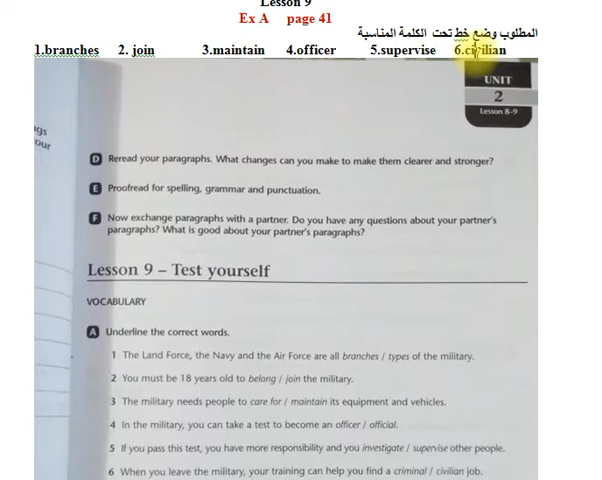 Lesson 9
Ex A page 41
المطلوب وضع خط تحت الكلمة المناسبة
1.branches 2. join 3.maintain 4.officer 5.supervise 6.civilian
UNIT
2
Lesson 8-9
ngs
our
D Reread your paragraphs. What changes can you make to make them clearer and stronger?
E Proofread for spelling, grammar and punctuation.
F Now exchange paragraphs with a partner. Do you have any questions about your partner's
paragraphs? What is good about your partner's paragraphs?
Lesson 9 – Test yourself
VOCABULARY
A Underline the correct words.
1 The Land Force, the Navy and the Air Force are all branches / types of the military.
2 You must be 18 years old to belong / join the military.
3 The military needs people to care for / maintain its equipment and vehicles.
4 In the military, you can take a test to become an officer / official.
5 If you pass this test, you have more responsibility and you investigate / supervise other people.
6 When you leave the military, your training can help you find a criminal / civilian job.